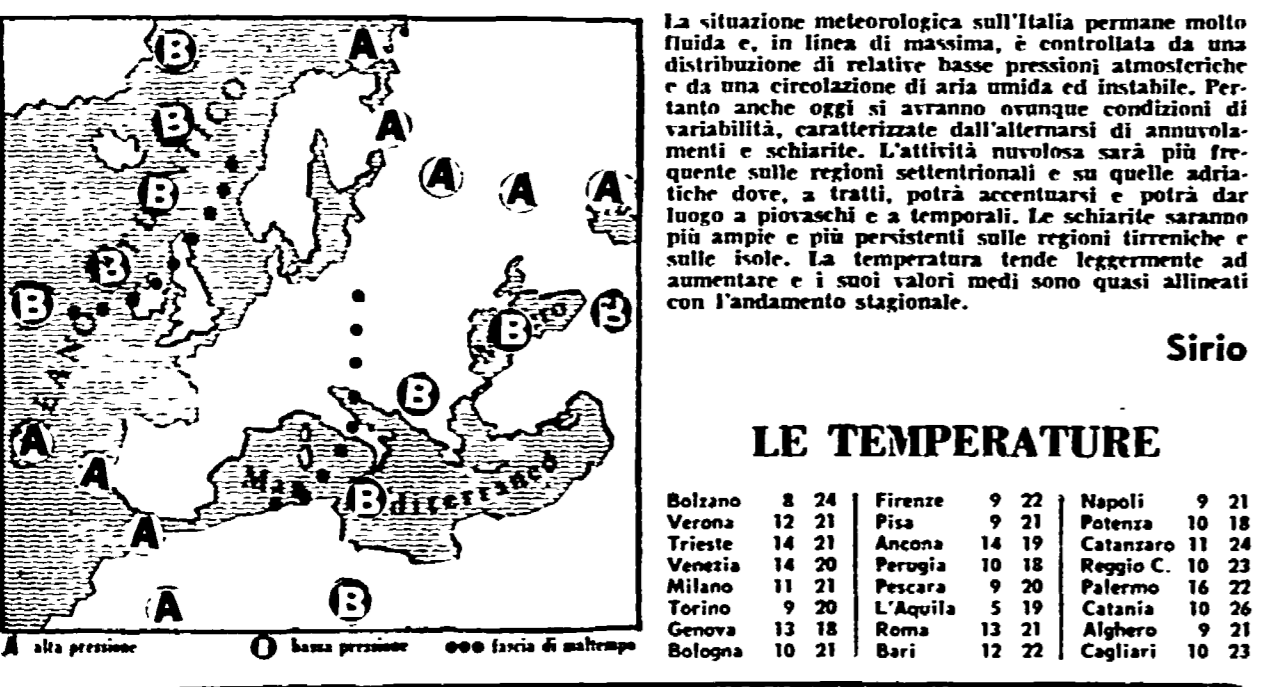 La situazione meteorologica sull'Italia permane molto
fluida e, in linea di massima, è controllata da una
distribuzione di relative basse pressioni atmosferiche
e da una circolazione di aria umida ed instabile. Per-
tanto anche oggi si avranno ovunque condizioni di
variabilità, caratterizzate dall'alternarsi di annuvola-
menti e schiarite. L'attività nuvolosa sarà più fre-
quente sulle regioni settentrionali e su quelle adria-
tiche dove, a tratti, potrà accentuarsi e potrà dar
luogo a piovaschi e a temporali. Le schiarite saranno
più ampie e più persistenti sulle regioni tirreniche e
sulle isole. La temperatura tende leggermente ad
aumentare e i suoi valori medi sono quasi allineati
con l'andamento stagionale.
Sirio
B A
B A
B A A A
B
B B B
B
A
A Mar B diterraneo
A
A B
A alta pressione B bassa pressione ●●● fascia di maltempo
LE TEMPERATURE
Bolzano 8 24 Firenze 9 22 Napoli 9 21
Verona 12 21 Pisa 9 21 Potenza 10 18
Trieste 14 21 Ancona 14 19 Catanzaro 11 24
Venezia 14 20 Perugia 10 18 Reggio C. 10 23
Milano 11 21 Pescara 9 20 Palermo 16 22
Torino 9 20 L'Aquila 5 19 Catania 10 26
Genova 13 18 Roma 13 21 Alghero 9 21
Bologna 10 21 Bari 12 22 Cagliari 10 23